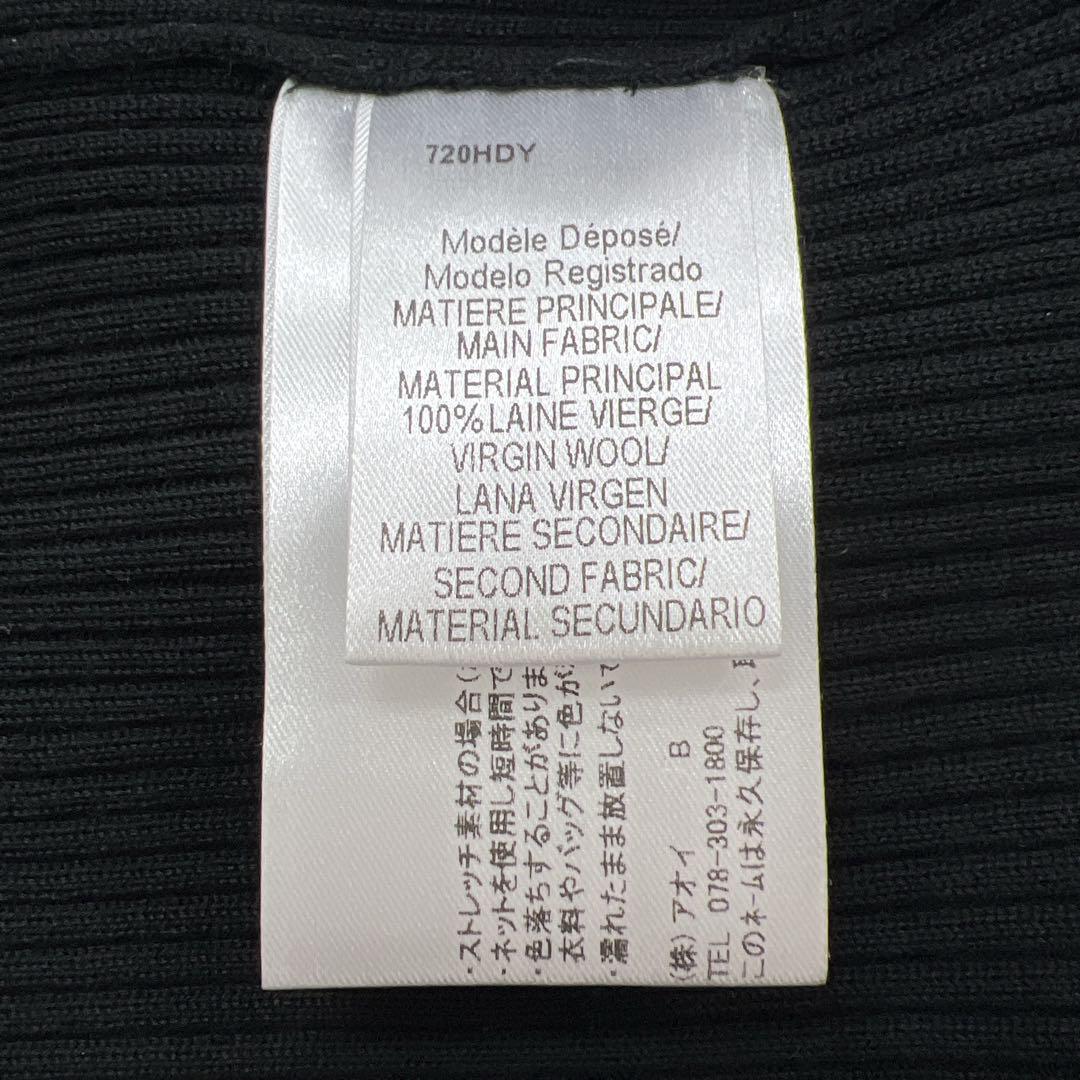 720HDY
Modèle Déposé/
Modelo Registrado
MATIERE PRINCIPALE/
MAIN FABRIC/
MATERIAL PRINCIPAL
100%LAINE VIERGE/
VIRGIN WOOL/
LANA VIRGEN
MATIERE SECONDAIRE/
SECOND FABRIC/
MATERIAL SECUNDARIO
・ストレッチ素材の場合(
・ネットを使用し短時間で
・色落ちすることがありま
衣料やバッグ等に色が
・濡れたまま放置しないで
(株)アオイ B
TEL 078-303-1800
このネームは永久保存し、